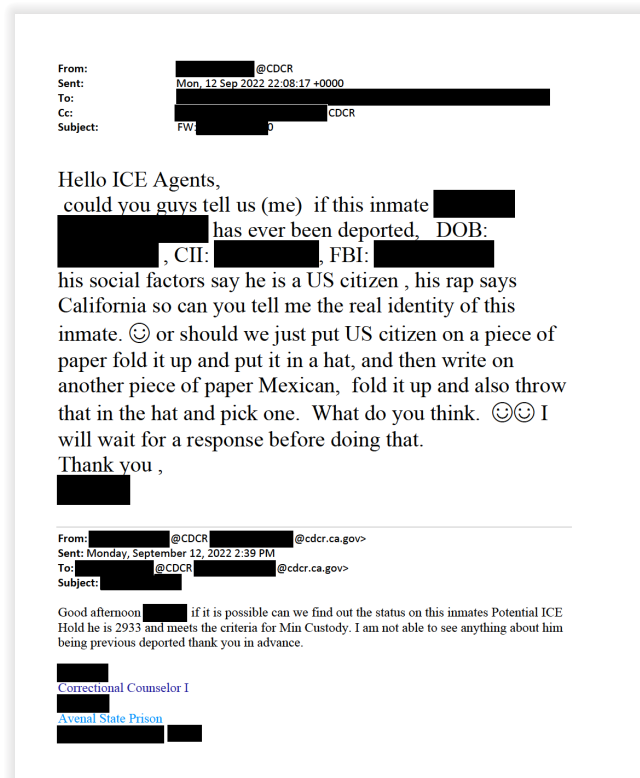 From: @CDCR
Sent: Mon, 12 Sep 2022 22:08:17 +0000
To:
Cc: CDCR
Subject: FW: 0
Hello ICE Agents,
could you guys tell us (me) if this inmate
has ever been deported, DOB:
, CII: , FBI:
his social factors say he is a US citizen , his rap says
California so can you tell me the real identity of this
inmate. ☺ or should we just put US citizen on a piece of
paper fold it up and put it in a hat, and then write on
another piece of paper Mexican, fold it up and also throw
that in the hat and pick one. What do you think. ☺☺ I
will wait for a response before doing that.
Thank you ,
From: @CDCR @cdcr.ca.gov>
Sent: Monday, September 12, 2022 2:39 PM
To: @CDCR @cdcr.ca.gov>
Subject:
Good afternoon if it is possible can we find out the status on this inmates Potential ICE
Hold he is 2933 and meets the criteria for Min Custody. I am not able to see anything about him
being previous deported thank you in advance.
Correctional Counselor I
Avenal State Prison